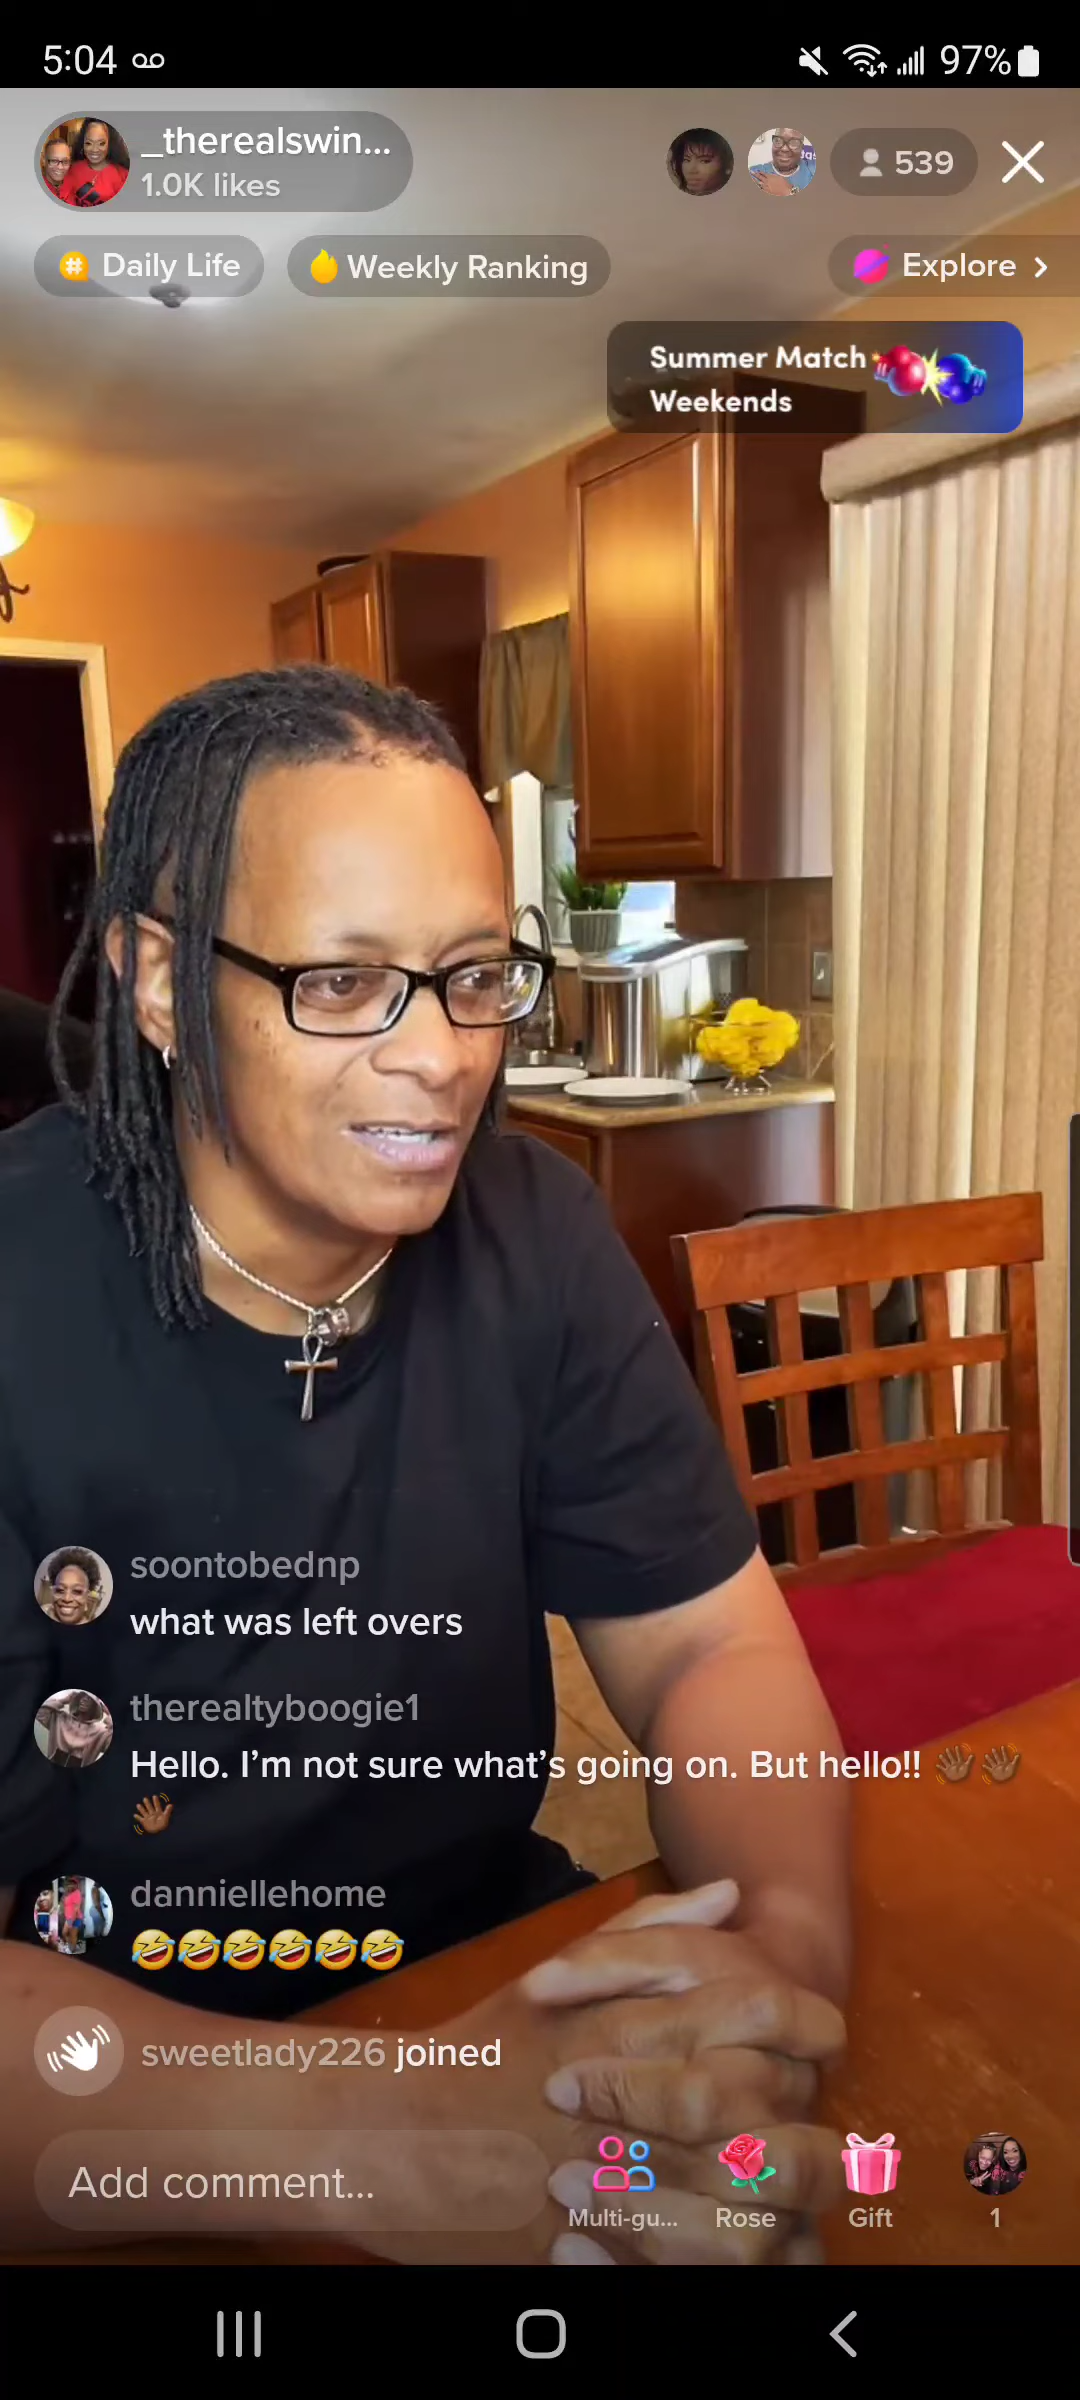 5:04
97%
_therealswin...
1.0K likes
539
Daily Life
Weekly Ranking
Explore >
Summer Match
Weekends
soontobednp
what was left overs
therealtyboogie1
Hello. I’m not sure what’s going on. But hello!! 👋🏾👋🏾
👋🏾
danniellehome
🤣🤣🤣🤣🤣🤣
sweetlady226 joined
Add comment...
Multi-gu...
Rose
Gift
1